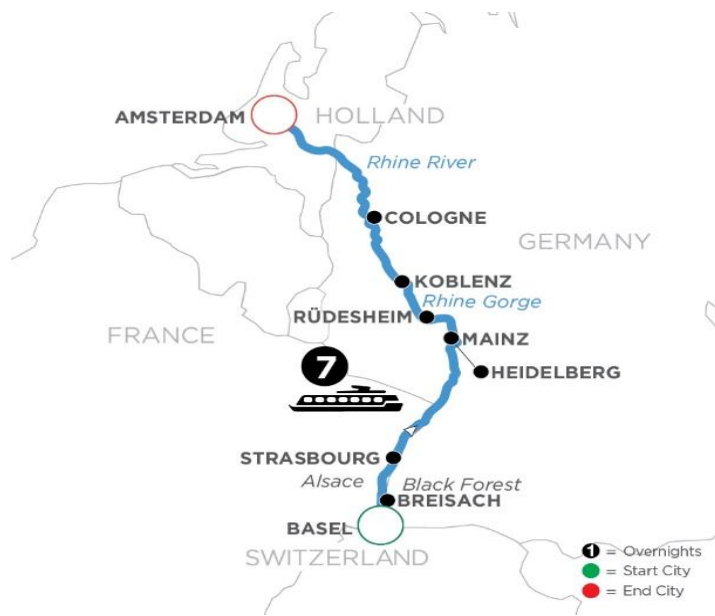 AMSTERDAM
HOLLAND
Rhine River
COLOGNE
GERMANY
KOBLENZ
Rhine Gorge
RÜDESHEIM
FRANCE
MAINZ
7
HEIDELBERG
STRASBOURG
Alsace
Black Forest
BREISACH
BASEL
SWITZERLAND
1 = Overnights
= Start City
= End City